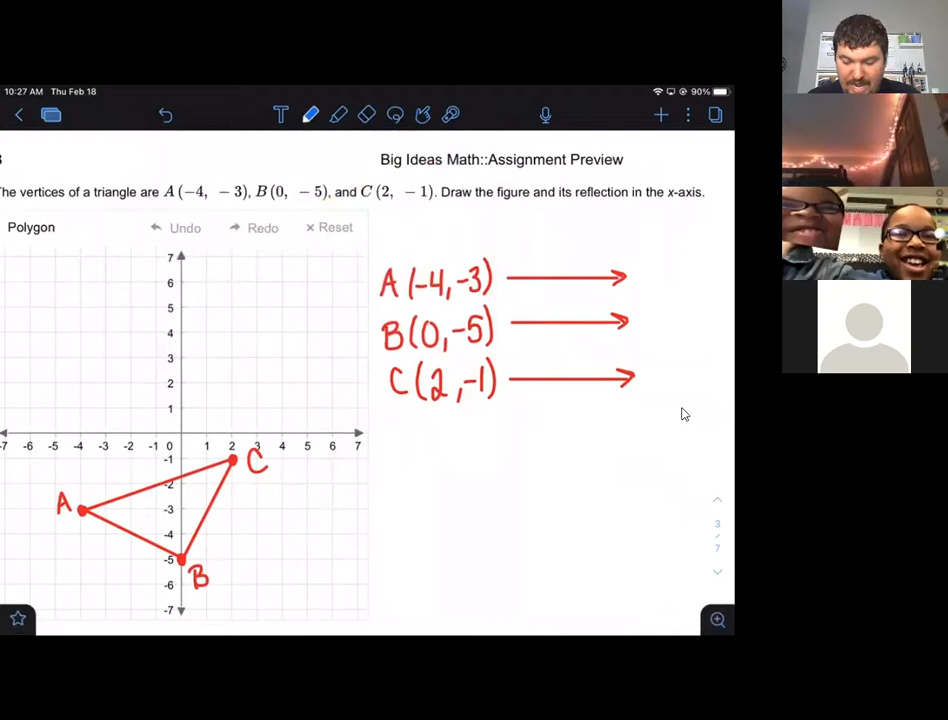 10:27 AM Thu Feb 18
90%
Big Ideas Math::Assignment Preview
he vertices of a triangle are A (−4, − 3), B (0, − 5), and C (2, − 1). Draw the figure and its reflection in the x-axis.
Polygon
Undo
Redo
× Reset
7
6
5
4
3
2
1
-7 -6 -5 -4 -3 -2 -1 0 1 2 3 4 5 6 7
-1
-2
-3
-4
-5
-6
-7
A
B
C
A (-4, -3)
B (0, -5)
C (2, -1)
3
/
7